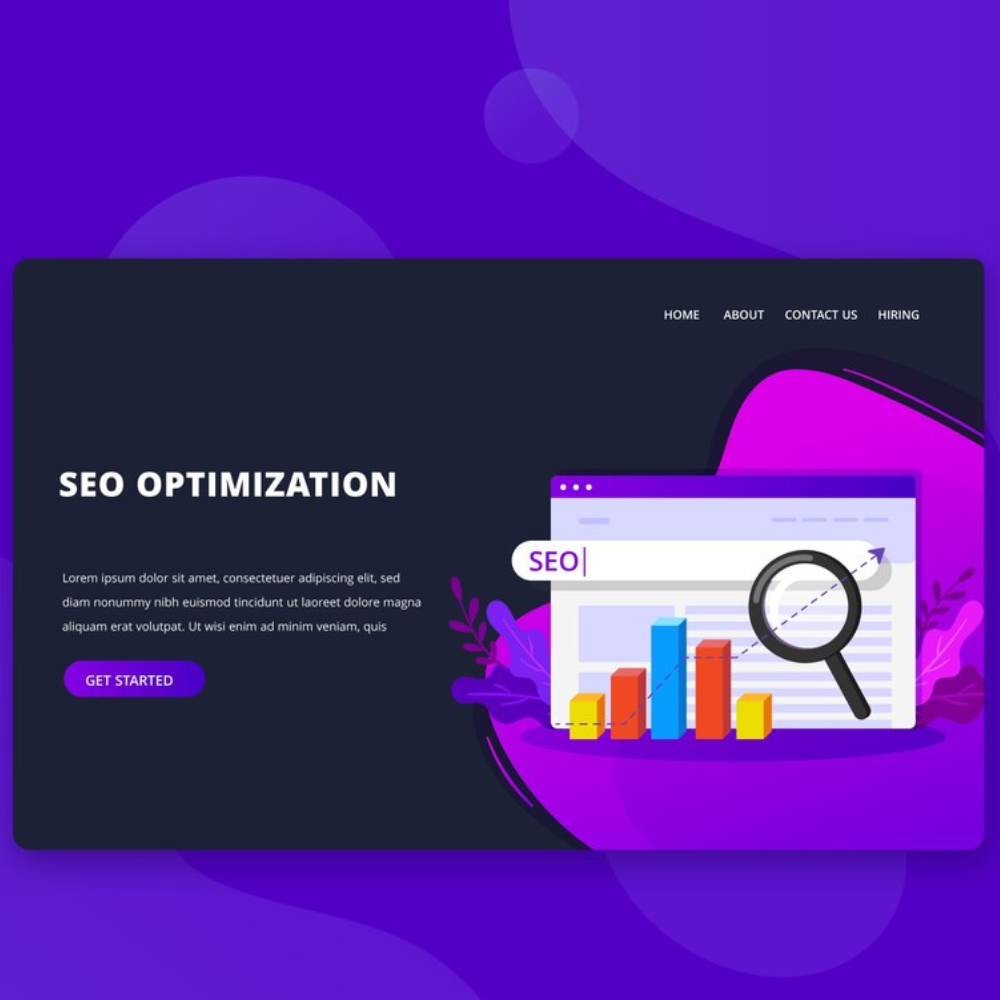 HOME ABOUT CONTACT US HIRING
SEO OPTIMIZATION
Lorem ipsum dolor sit amet, consectetuer adipiscing elit, sed
diam nonummy nibh euismod tincidunt ut laoreet dolore magna
aliquam erat volutpat. Ut wisi enim ad minim veniam, quis
GET STARTED
SEO